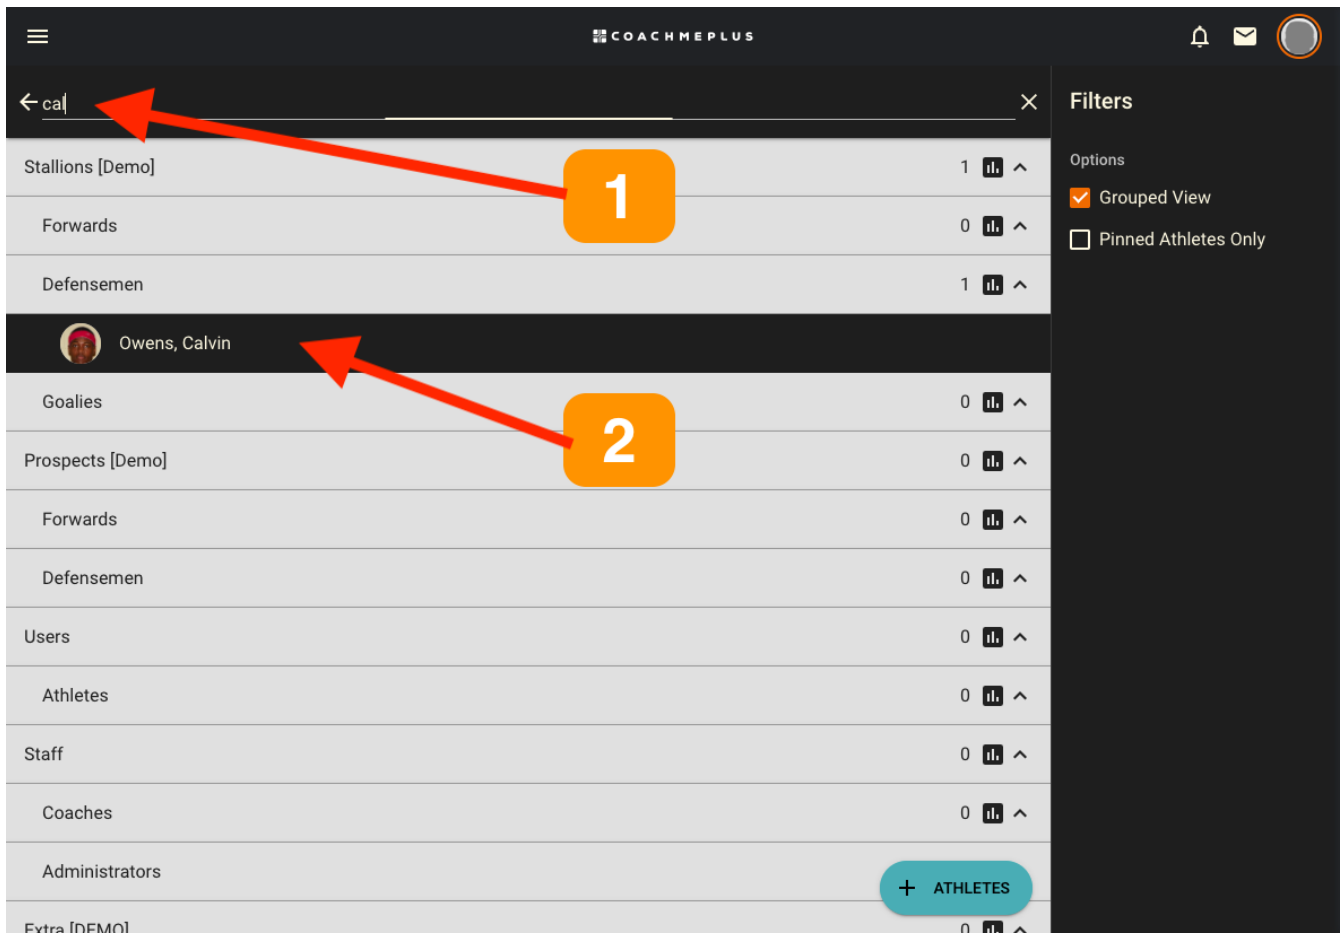 COACHMEPLUS
cal
Filters
Stallions [Demo] 1
Options
Grouped View
Forwards 0
Pinned Athletes Only
Defensemen 1
Owens, Calvin
Goalies 0
Prospects [Demo] 0
Forwards 0
Defensemen 0
Users 0
Athletes 0
Staff 0
Coaches 0
Administrators
+ ATHLETES
Extra [DEMO] 0
1
2